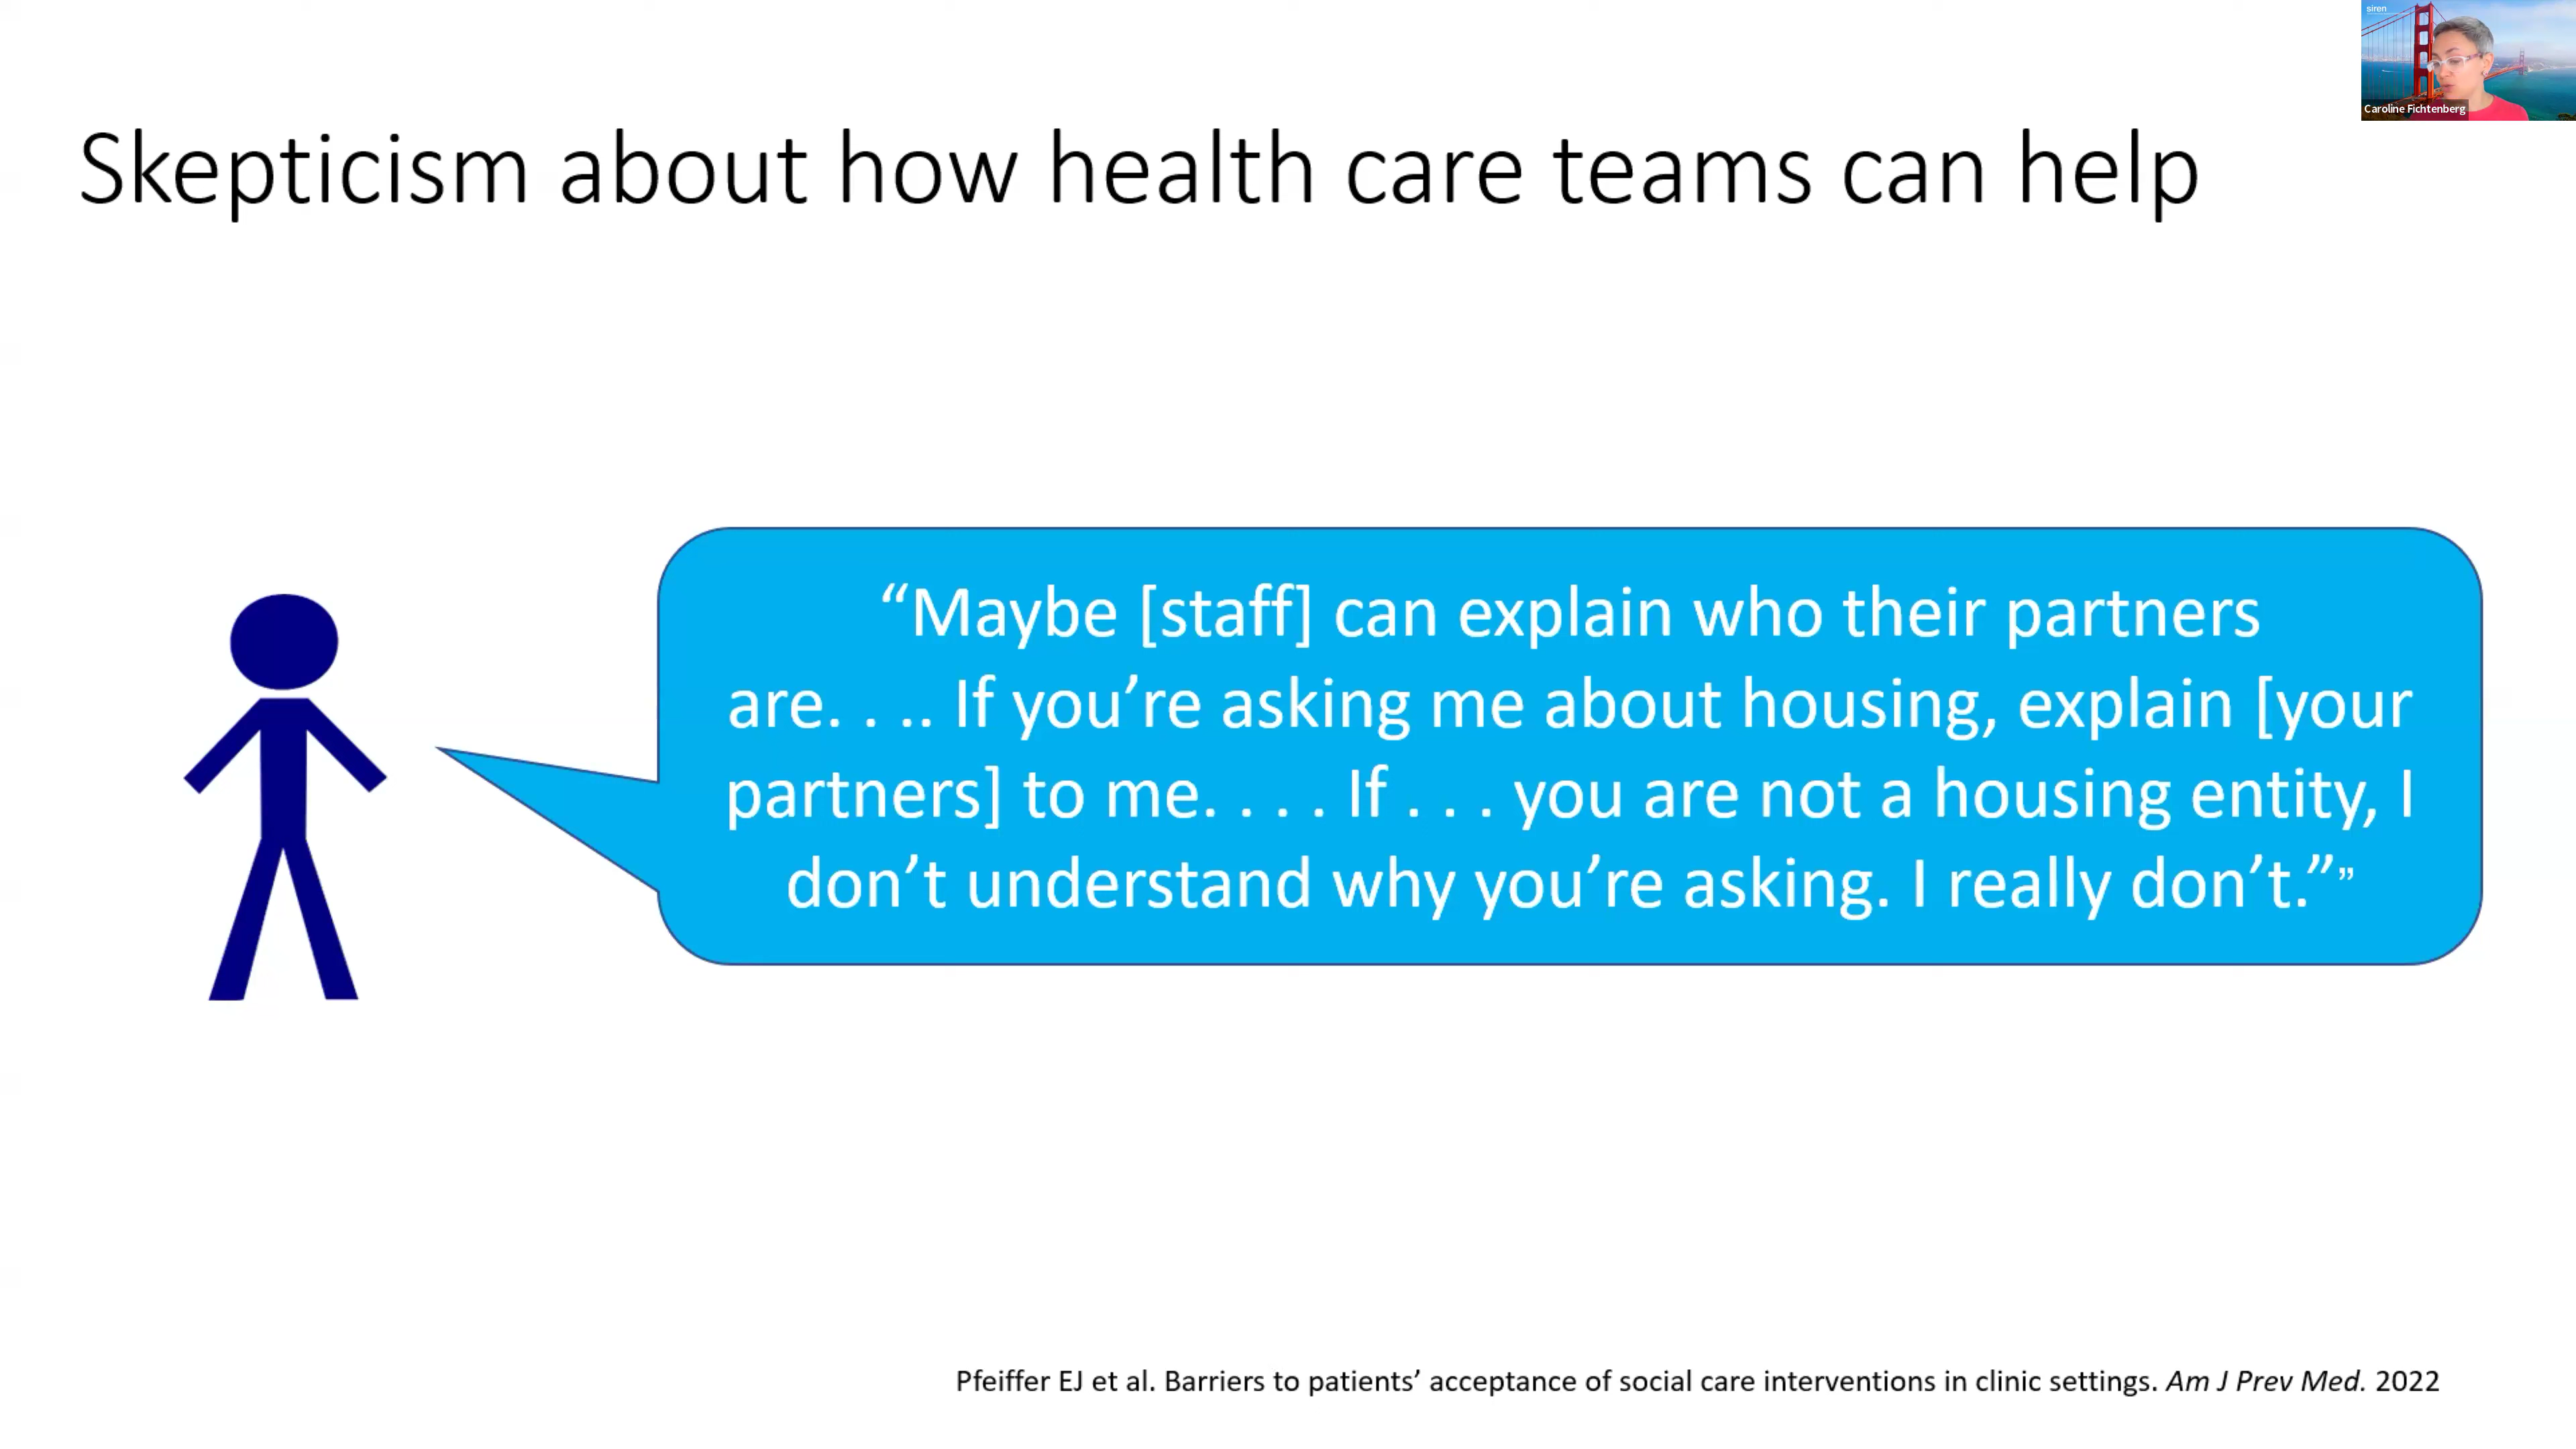 siren
Caroline Fichtenberg
Skepticism about how health care teams can help
“Maybe [staff] can explain who their partners
are. . .. If you’re asking me about housing, explain [your
partners] to me. . . . If . . . you are not a housing entity, I
don’t understand why you’re asking. I really don’t.””
Pfeiffer EJ et al. Barriers to patients’ acceptance of social care interventions in clinic settings. Am J Prev Med. 2022